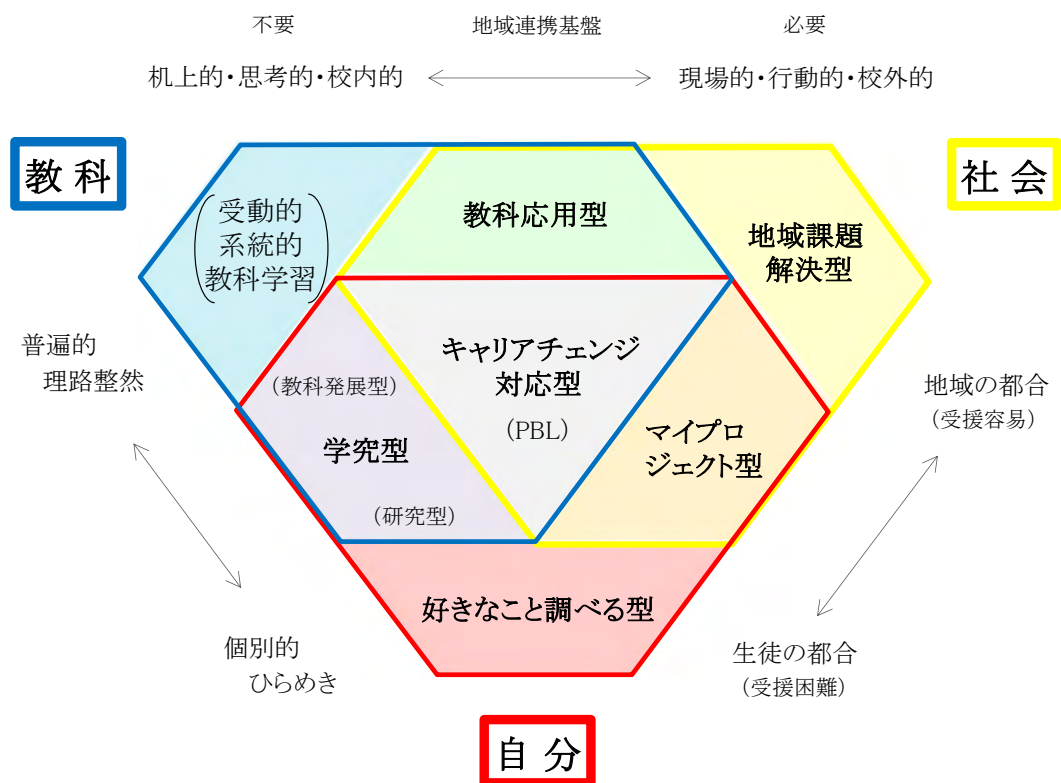 不要
地域連携基盤
必要
机上的・思考的・校内的
現場的・行動的・校外的
教科
社会
受動的
系統的
教科学習
教科応用型
地域課題
解決型
普遍的
理路整然
(教科発展型)
学究型
(研究型)
キャリアチェンジ
対応型
(PBL)
マイプロ
ジェクト型
地域の都合
(受援容易)
好きなこと調べる型
個別的
ひらめき
生徒の都合
(受援困難)
自分